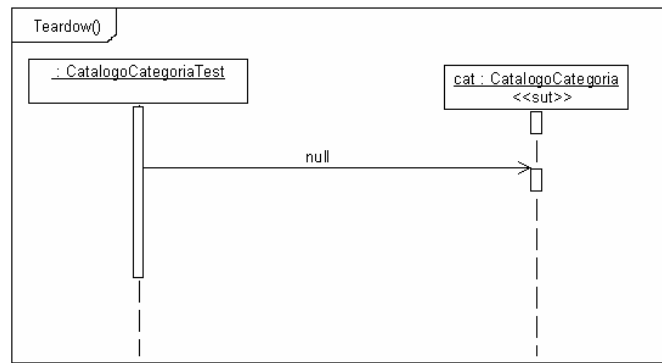 Teardow()
: CatalogoCategoriaTest
cat : CatalogoCategoria
<<sut>>
null